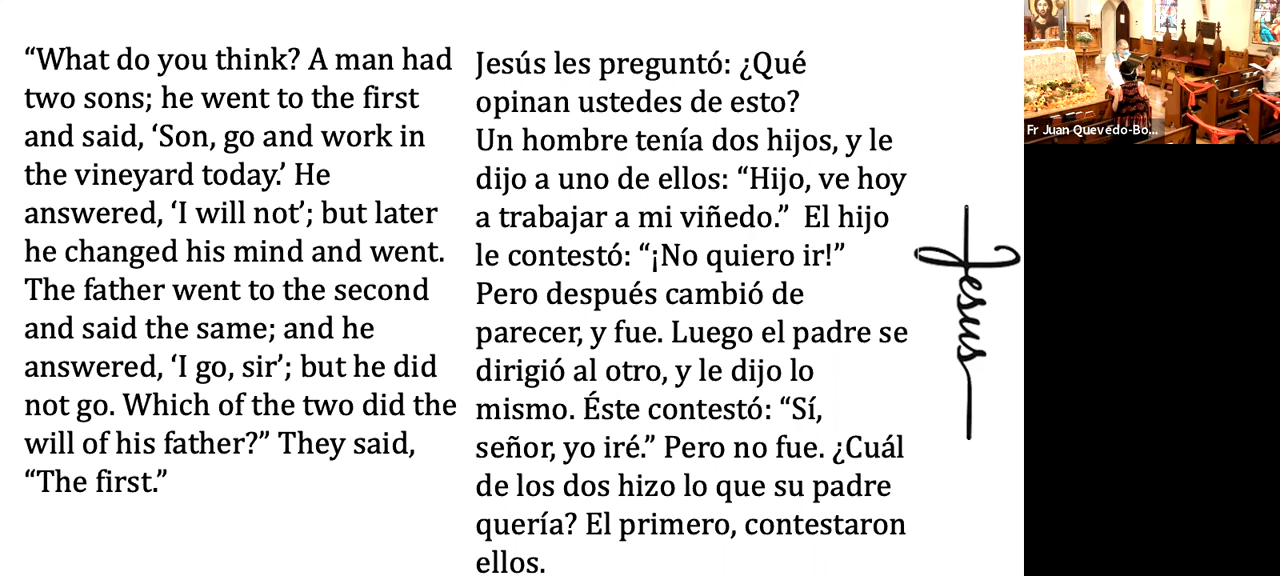 “What do you think? A man had
two sons; he went to the first
and said, ‘Son, go and work in
the vineyard today.’ He
answered, ‘I will not’; but later
he changed his mind and went.
The father went to the second
and said the same; and he
answered, ‘I go, sir’; but he did
not go. Which of the two did the
will of his father?” They said,
“The first.”
Jesús les preguntó: ¿Qué
opinan ustedes de esto?
Un hombre tenía dos hijos, y le
dijo a uno de ellos: “Hijo, ve hoy
a trabajar a mi viñedo.”  El hijo
le contestó: “¡No quiero ir!”
Pero después cambió de
parecer, y fue. Luego el padre se
dirigió al otro, y le dijo lo
mismo. Éste contestó: “Sí,
señor, yo iré.” Pero no fue. ¿Cuál
de los dos hizo lo que su padre
quería? El primero, contestaron
ellos.
Jesus
Fr Juan Quevedo-Bo...